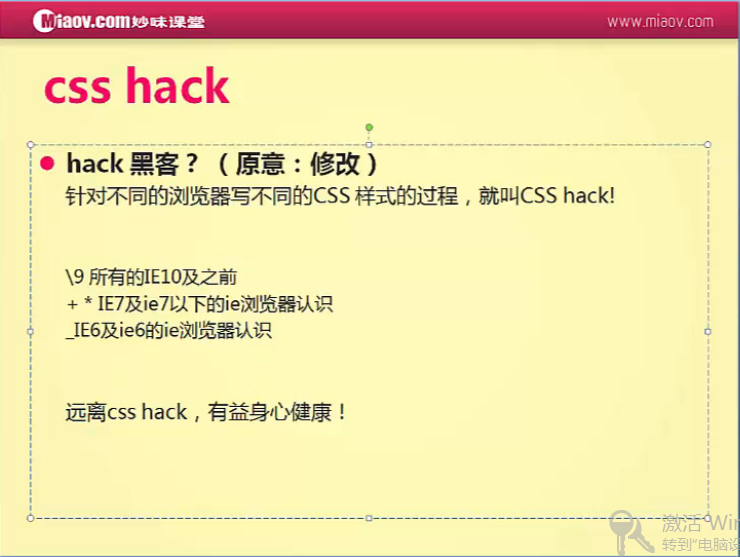 Miaov.com妙味课堂
www.miaov.com
css hack
hack 黑客？（原意：修改）
针对不同的浏览器写不同的CSS 样式的过程，就叫CSS hack!
\9 所有的IE10及之前
+ * IE7及ie7以下的ie浏览器认识
_IE6及ie6的ie浏览器认识
远离css hack，有益身心健康！
激活 Win
转到"电脑设